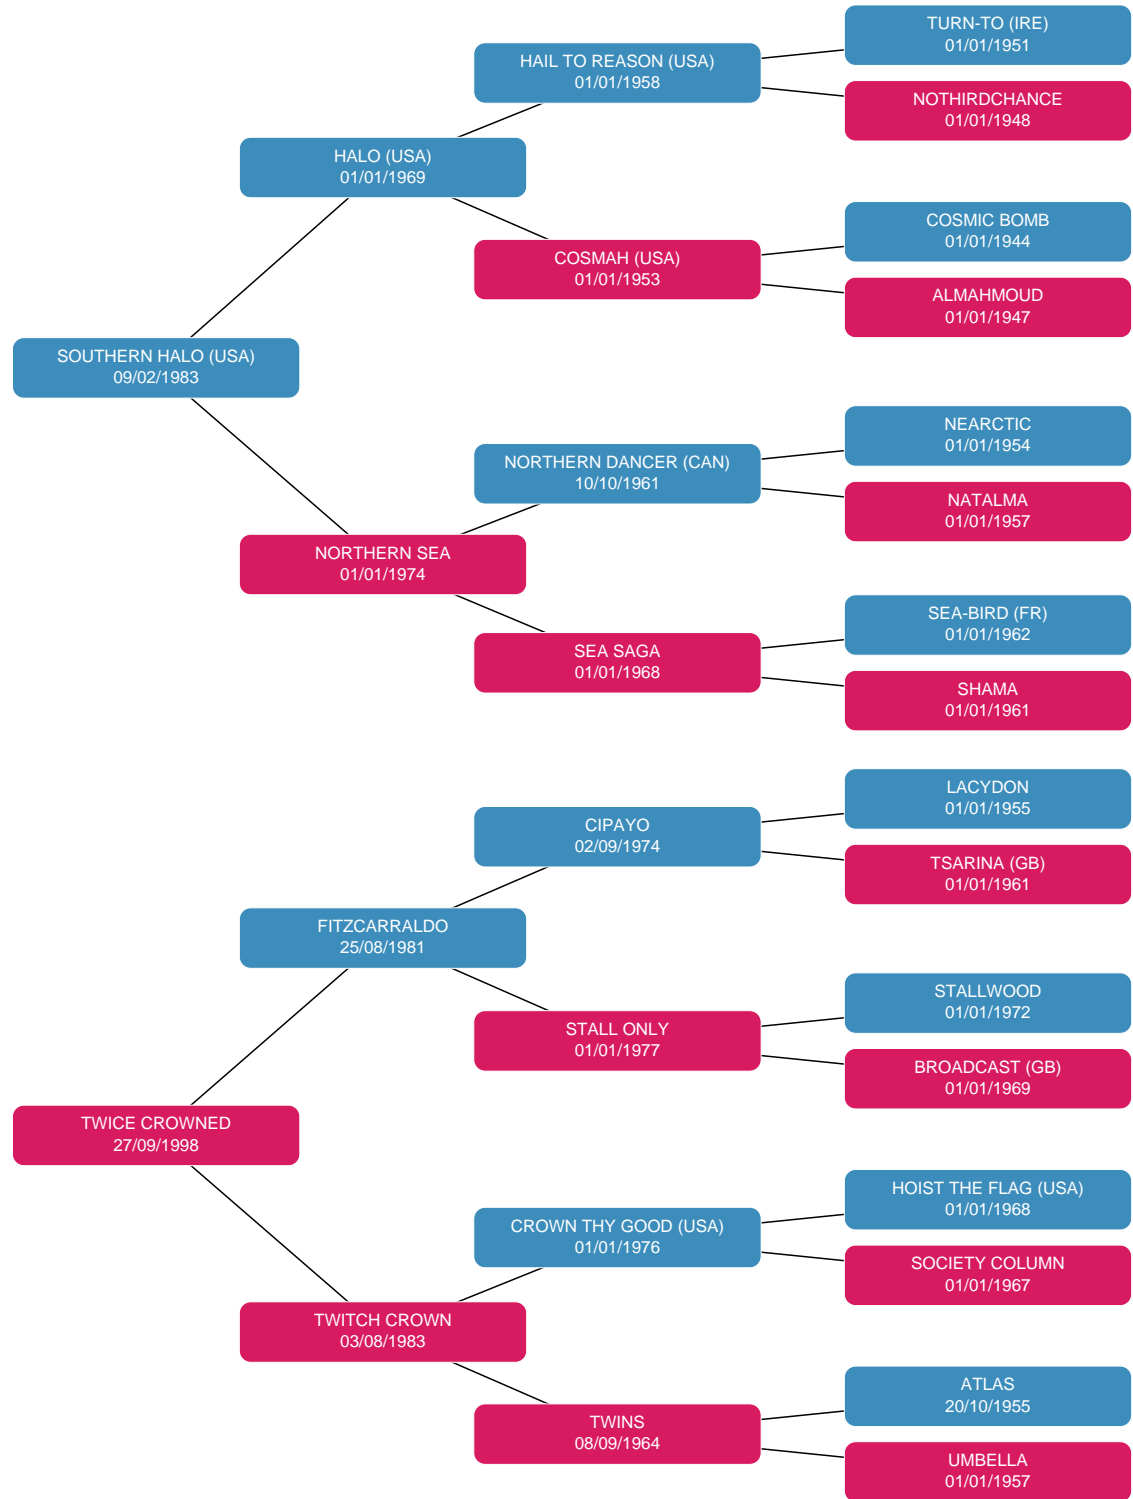 TURN-TO (IRE)
01/01/1951
HAIL TO REASON (USA)
01/01/1958
NOTHIRDCHANCE
01/01/1948
HALO (USA)
01/01/1969
COSMIC BOMB
01/01/1944
COSMAH (USA)
01/01/1953
ALMAHMOUD
01/01/1947
SOUTHERN HALO (USA)
09/02/1983
NEARCTIC
01/01/1954
NORTHERN DANCER (CAN)
10/10/1961
NATALMA
01/01/1957
NORTHERN SEA
01/01/1974
SEA-BIRD (FR)
01/01/1962
SEA SAGA
01/01/1968
SHAMA
01/01/1961
LACYDON
01/01/1955
CIPAYO
02/09/1974
TSARINA (GB)
01/01/1961
FITZCARRALDO
25/08/1981
STALLWOOD
01/01/1972
STALL ONLY
01/01/1977
BROADCAST (GB)
01/01/1969
TWICE CROWNED
27/09/1998
HOIST THE FLAG (USA)
01/01/1968
CROWN THY GOOD (USA)
01/01/1976
SOCIETY COLUMN
01/01/1967
TWITCH CROWN
03/08/1983
ATLAS
20/10/1955
TWINS
08/09/1964
UMBELLA
01/01/1957